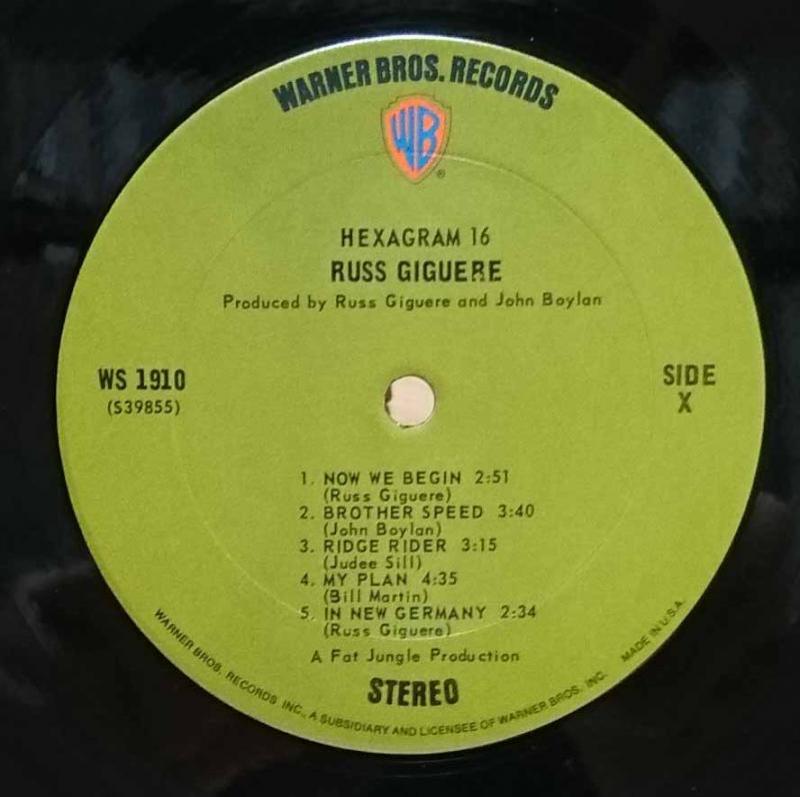 WARNER BROS. RECORDS
WB
®
HEXAGRAM 16
RUSS GIGUERE
Produced by Russ Giguere and John Boylan
WS 1910
(S39855)
SIDE
X
1. NOW WE BEGIN 2:51
(Russ Giguere)
2. BROTHER SPEED 3:40
(John Boylan)
3. RIDGE RIDER 3:15
(Judee Sill)
4. MY PLAN 4:35
(Bill Martin)
5. IN NEW GERMANY 2:34
(Russ Giguere)
A Fat Jungle Production
STEREO
WARNER BROS. RECORDS INC., A SUBSIDIARY AND LICENSEE OF WARNER BROS. INC. MADE IN U.S.A.